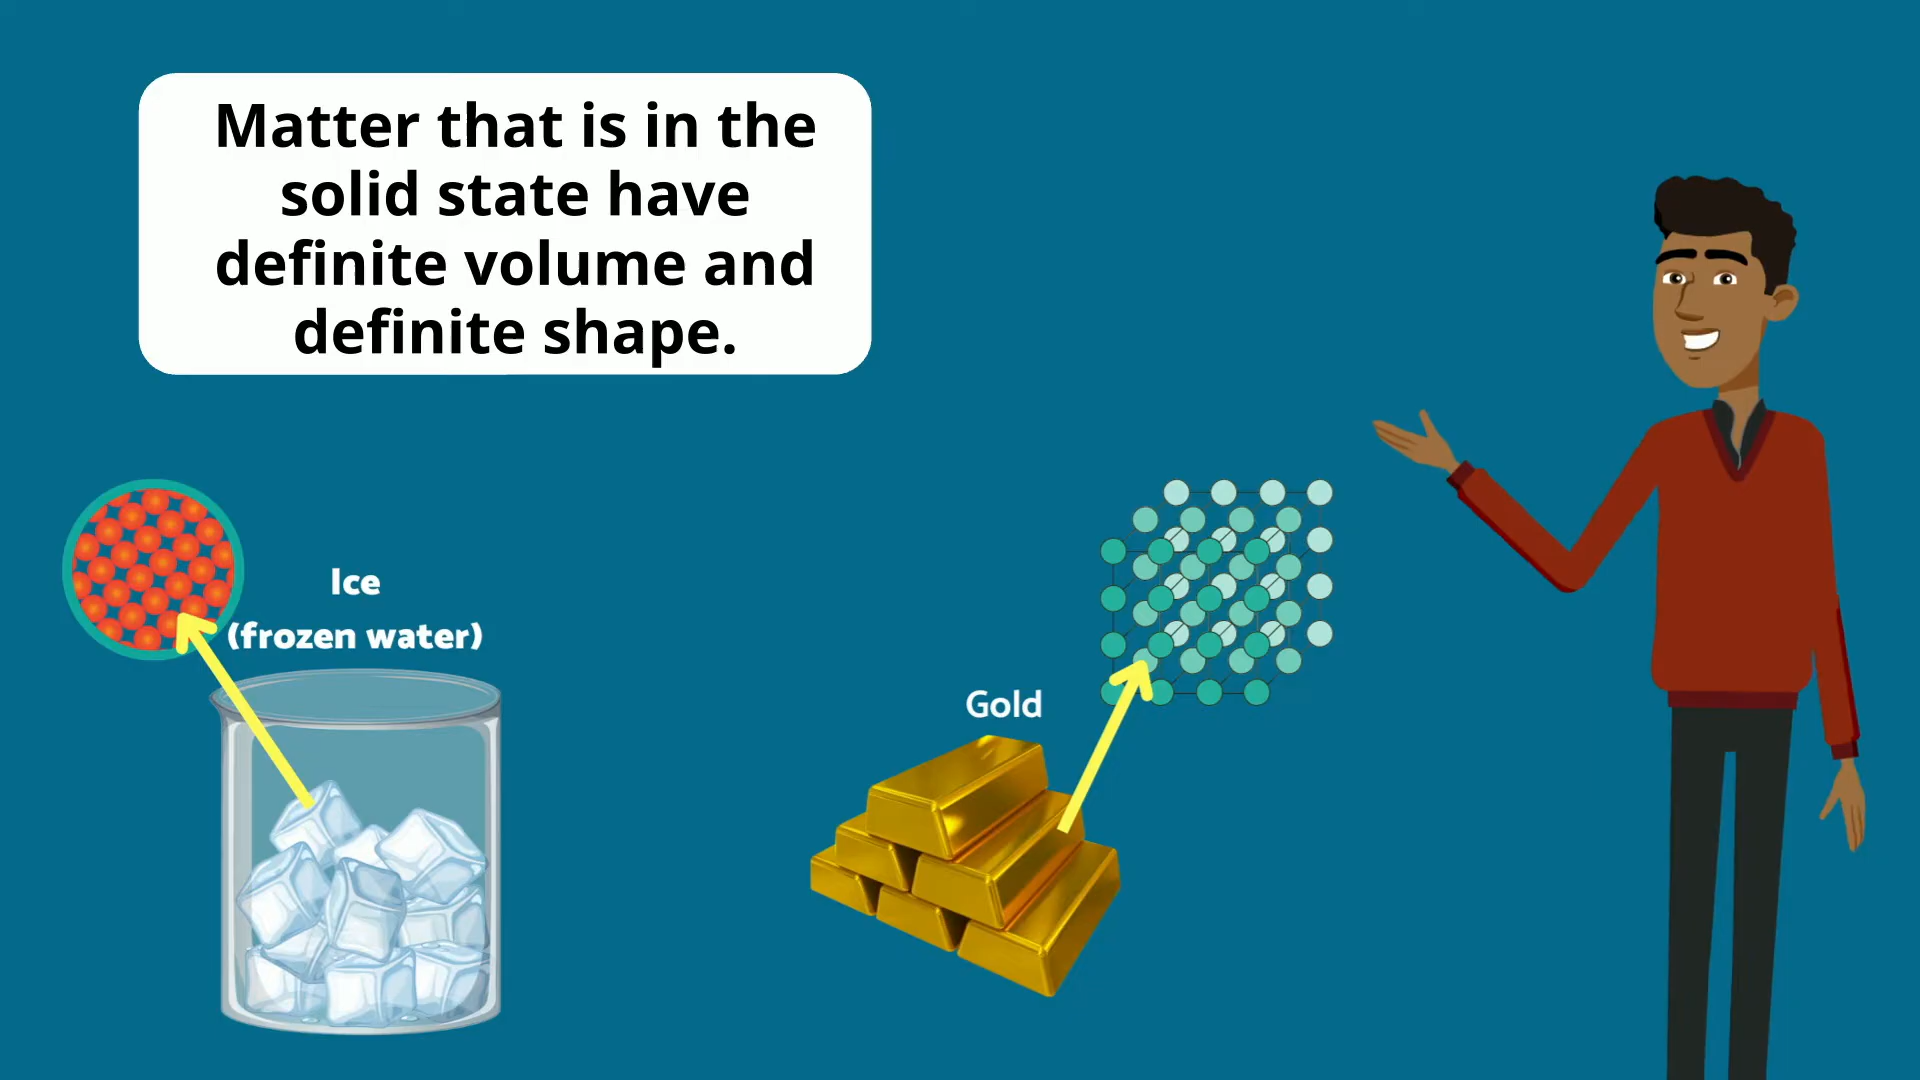 Matter that is in the
solid state have
definite volume and
definite shape.
Ice
(frozen water)
Gold